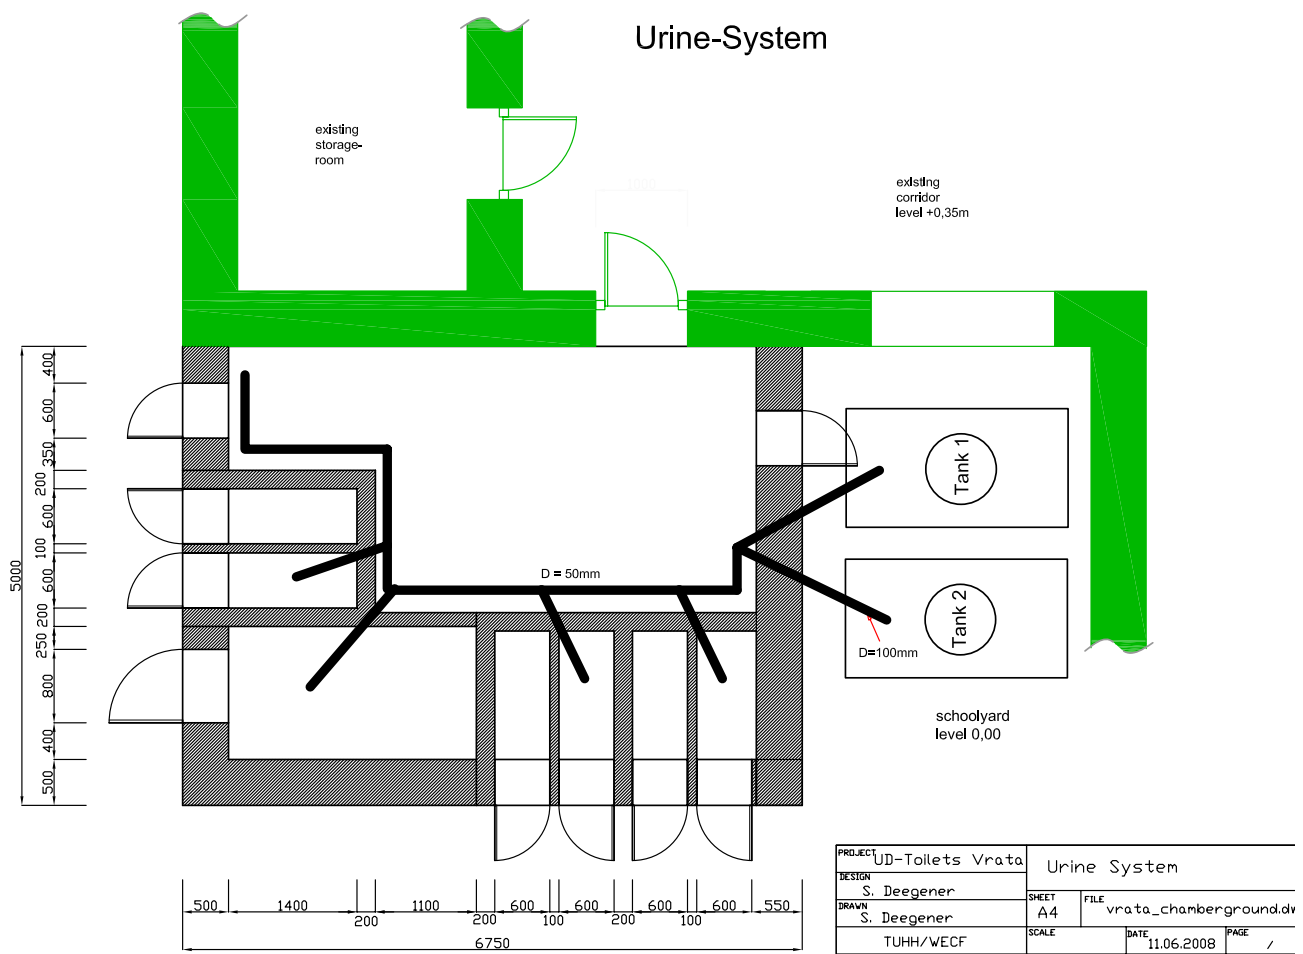 Urine-System
existing
storage-
room
existing
corridor
level +0,35m
Tank 1
Tank 2
D = 50mm
D=100mm
schoolyard
level 0,00
400
600
350
200
600
100
600
200
250
800
400
500
5000
500
1400
200
1100
200
600
100
600
200
600
100
600
550
6750
PROJECT UD-Toilets Vrata
Urine System
DESIGN
S. Deegener
DRAWN
S. Deegener
SHEET
A4
FILE
vrata_chamberground.dw
TUHH/WECF
SCALE
DATE
11.06.2008
PAGE
/